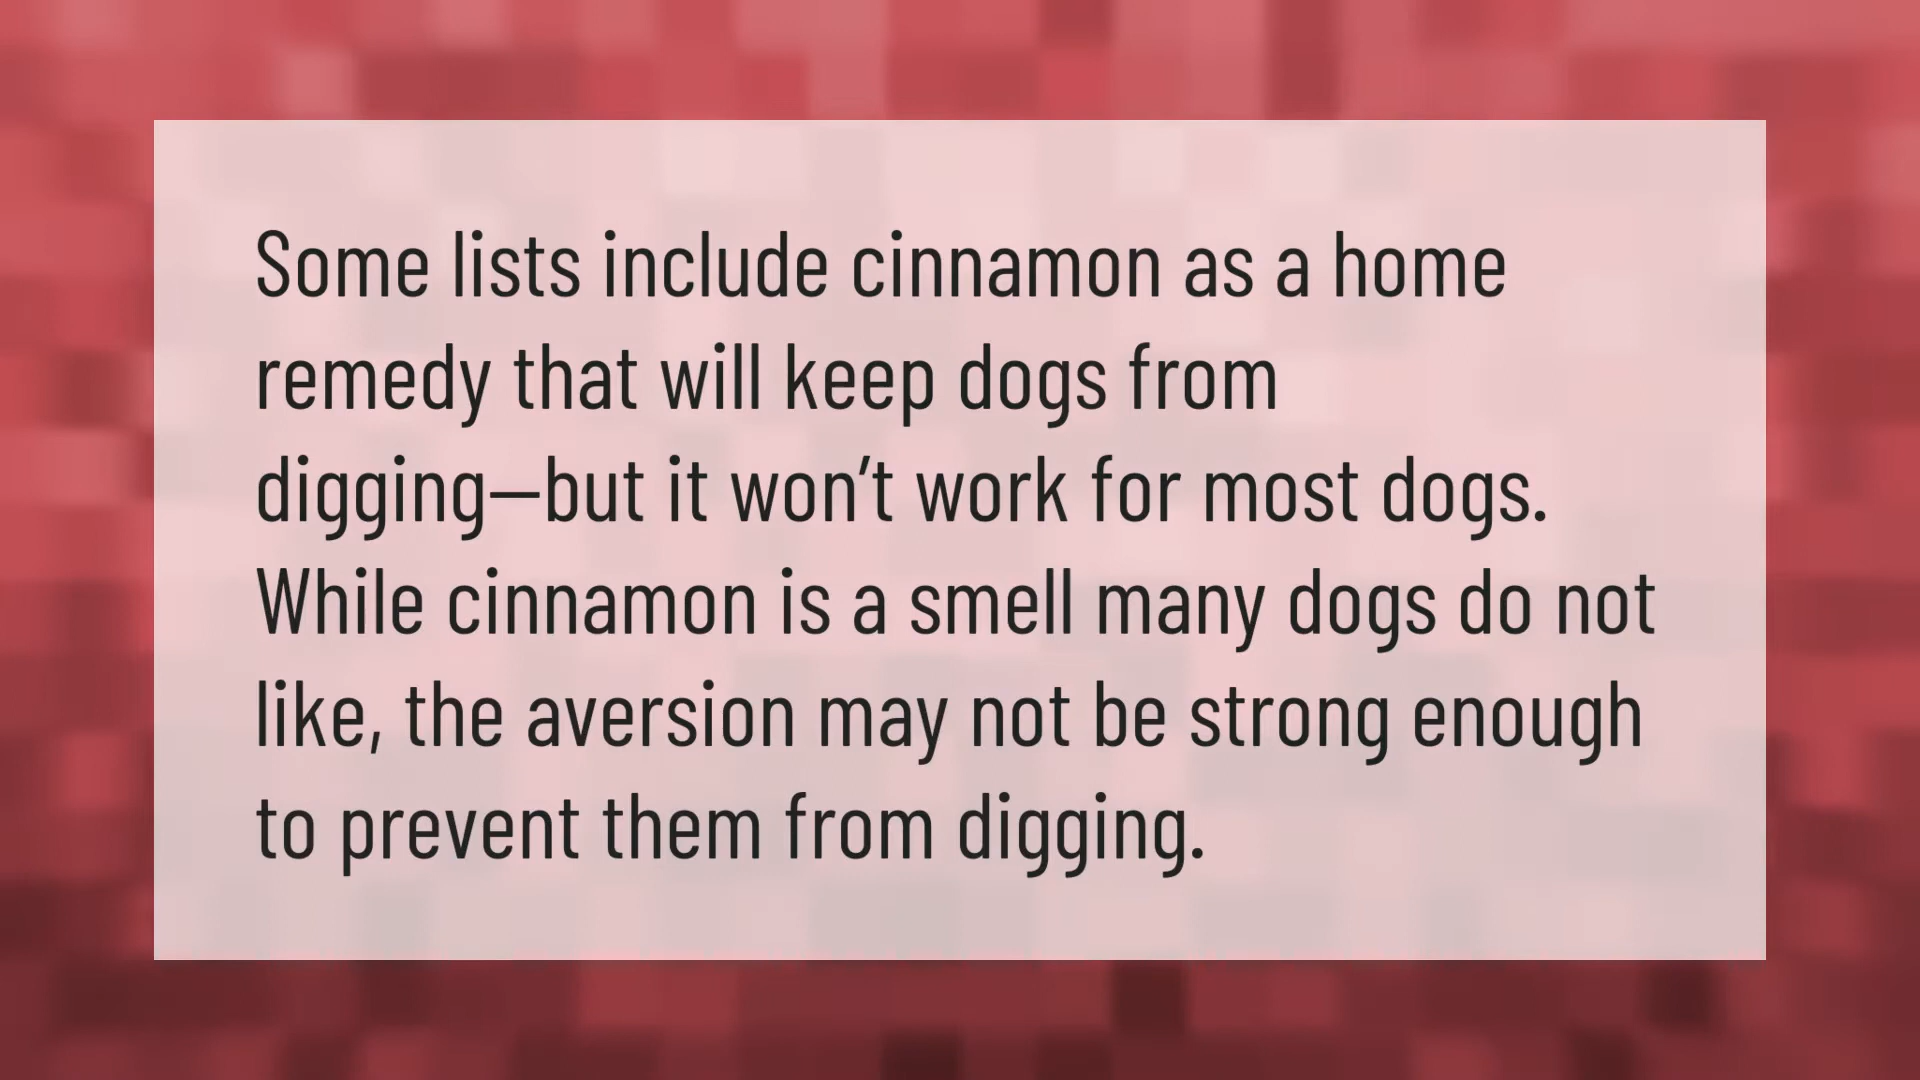 Some lists include cinnamon as a home
remedy that will keep dogs from
digging—but it won’t work for most dogs.
While cinnamon is a smell many dogs do not
like, the aversion may not be strong enough
to prevent them from digging.